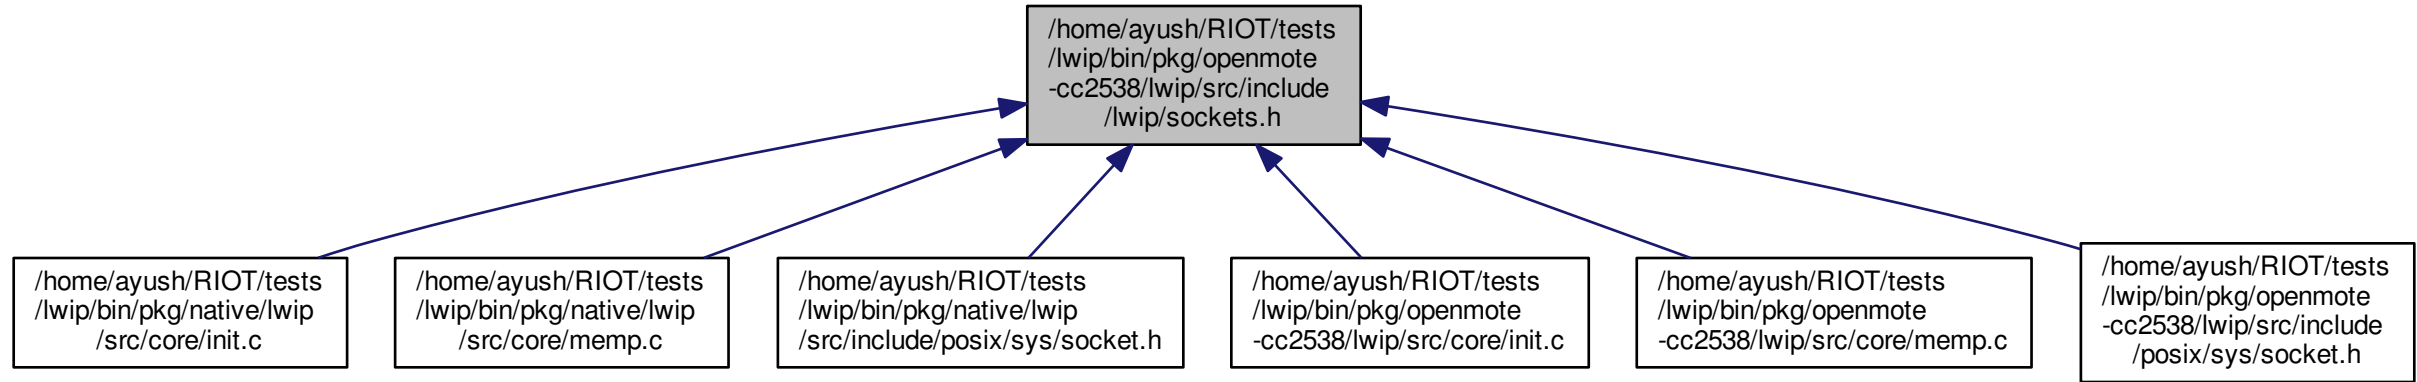 /home/ayush/RIOT/tests
/lwip/bin/pkg/openmote
-cc2538/lwip/src/include
/lwip/sockets.h
/home/ayush/RIOT/tests
/lwip/bin/pkg/native/lwip
/src/core/init.c
/home/ayush/RIOT/tests
/lwip/bin/pkg/native/lwip
/src/core/memp.c
/home/ayush/RIOT/tests
/lwip/bin/pkg/native/lwip
/src/include/posix/sys/socket.h
/home/ayush/RIOT/tests
/lwip/bin/pkg/openmote
-cc2538/lwip/src/core/init.c
/home/ayush/RIOT/tests
/lwip/bin/pkg/openmote
-cc2538/lwip/src/core/memp.c
/home/ayush/RIOT/tests
/lwip/bin/pkg/openmote
-cc2538/lwip/src/include
/posix/sys/socket.h